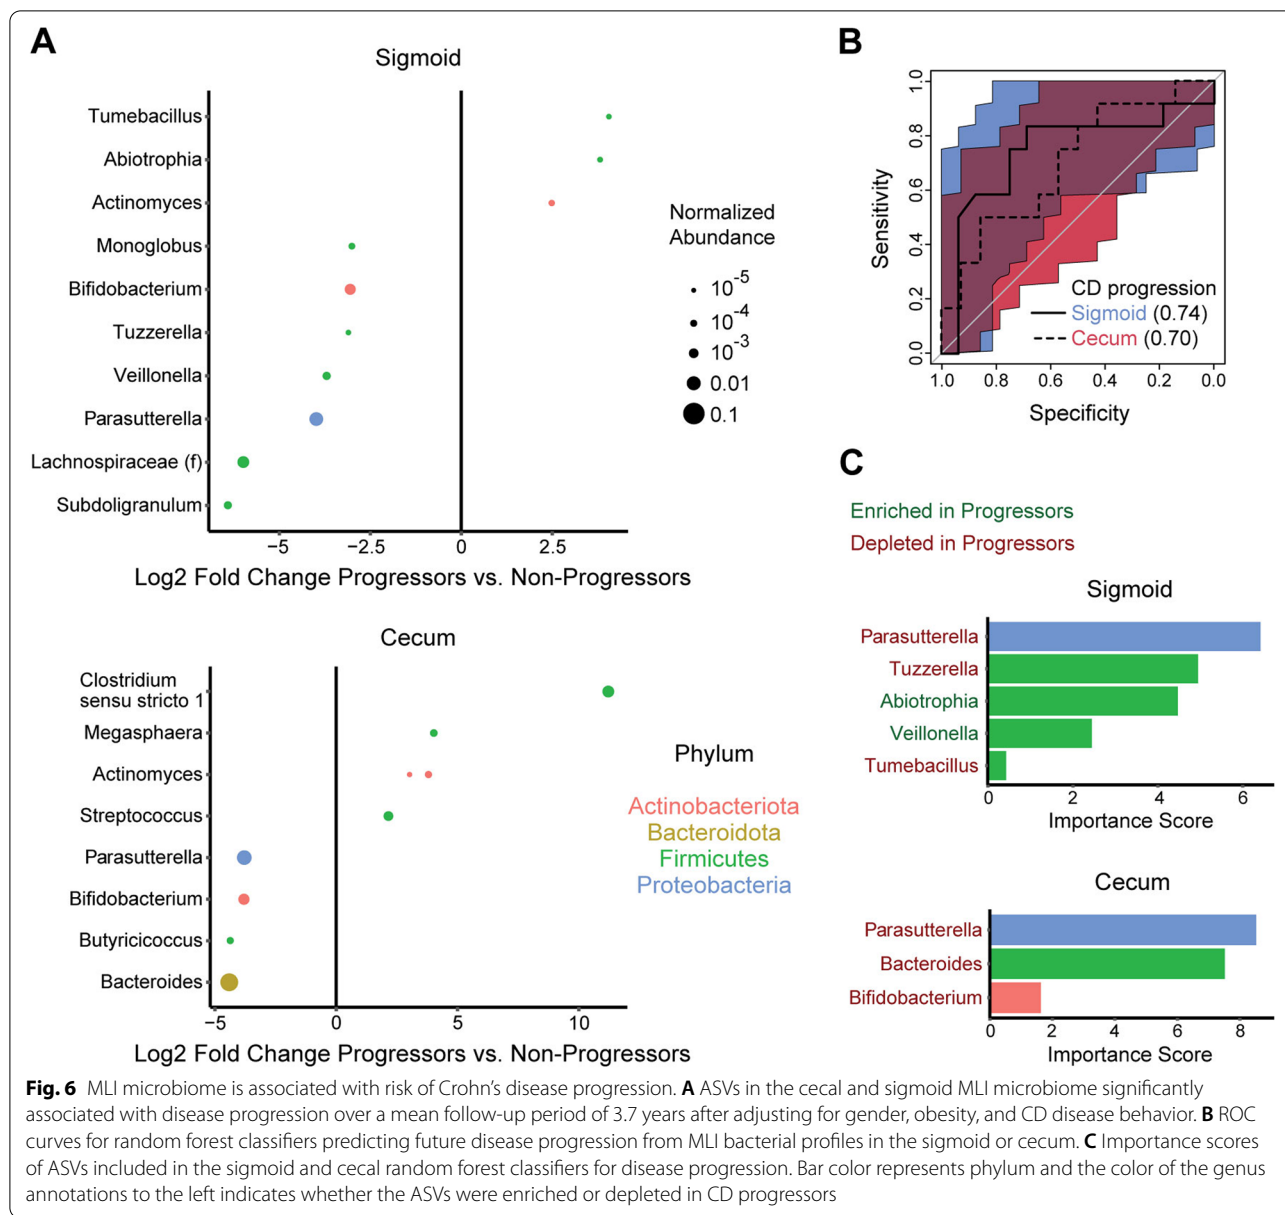 A
Sigmoid
Tumebacillus
Abiotrophia
Actinomyces
Monoglobus
Bifidobacterium
Tuzzerella
Veillonella
Parasutterella
Lachnospiraceae (f)
Subdoligranulum
−5 −2.5 0 2.5
Log2 Fold Change Progressors vs. Non-Progressors
Normalized
Abundance
10⁻⁵
10⁻⁴
10⁻³
0.01
0.1
Cecum
Clostridium
sensu stricto 1
Megasphaera
Actinomyces
Streptococcus
Parasutterella
Bifidobacterium
Butyricicoccus
Bacteroides
−5 0 5 10
Log2 Fold Change Progressors vs. Non-Progressors
Phylum
Actinobacteriota
Bacteroidota
Firmicutes
Proteobacteria
B
Sensitivity
1.0
0.8
0.6
0.4
0.2
0.0
CD progression
Sigmoid (0.74)
Cecum (0.70)
1.0 0.8 0.6 0.4 0.2 0.0
Specificity
C
Enriched in Progressors
Depleted in Progressors
Sigmoid
Parasutterella
Tuzzerella
Abiotrophia
Veillonella
Tumebacillus
0 2 4 6
Importance Score
Cecum
Parasutterella
Bacteroides
Bifidobacterium
0 2 4 6 8
Importance Score
Fig. 6 MLI microbiome is associated with risk of Crohn's disease progression. A ASVs in the cecal and sigmoid MLI microbiome significantly
associated with disease progression over a mean follow-up period of 3.7 years after adjusting for gender, obesity, and CD disease behavior. B ROC
curves for random forest classifiers predicting future disease progression from MLI bacterial profiles in the sigmoid or cecum. C Importance scores
of ASVs included in the sigmoid and cecal random forest classifiers for disease progression. Bar color represents phylum and the color of the genus
annotations to the left indicates whether the ASVs were enriched or depleted in CD progressors